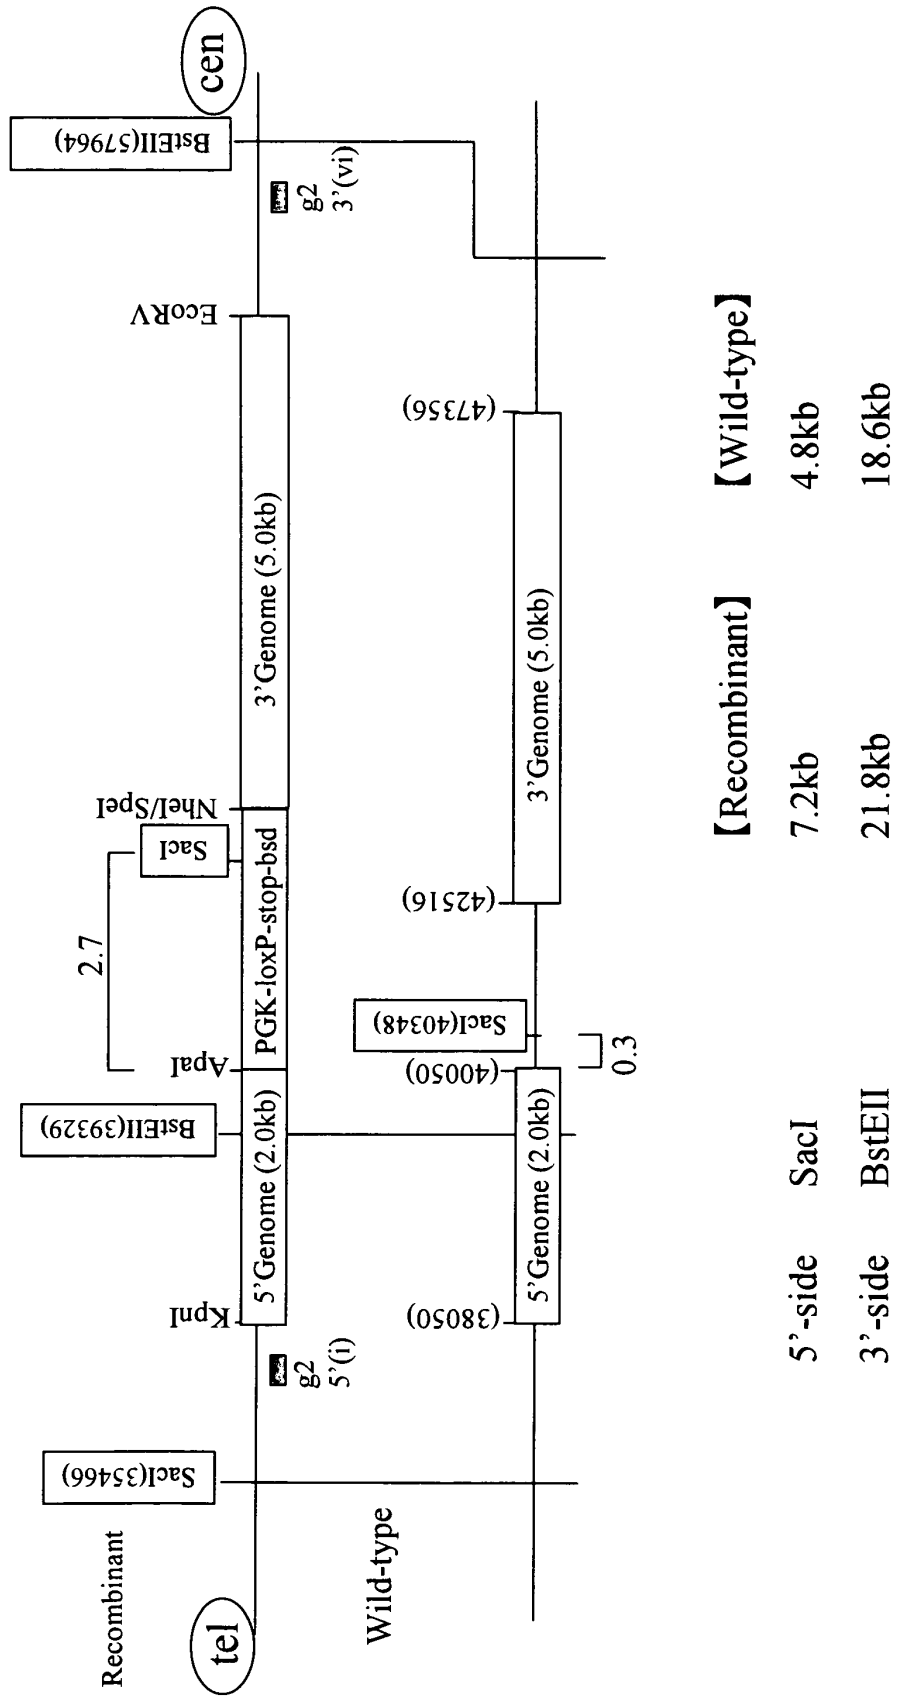 Recombinant
tel
cen
SacI(35466)
BstEII(39329)
2.7
SacI
BstEII(57964)
KpnI
ApaI
NheI/SpeI
EcoRV
5'Genome (2.0kb)
PGK-loxP-stop-bsd
3'Genome (5.0kb)
g2
5'(i)
g2
3'(vi)
Wild-type
(38050)
(40050)
SacI(40348)
(42516)
(47356)
5'Genome (2.0kb)
3'Genome (5.0kb)
0.3
【Recombinant】 【Wild-type】
5'-side SacI 7.2kb 4.8kb
3'-side BstEII 21.8kb 18.6kb